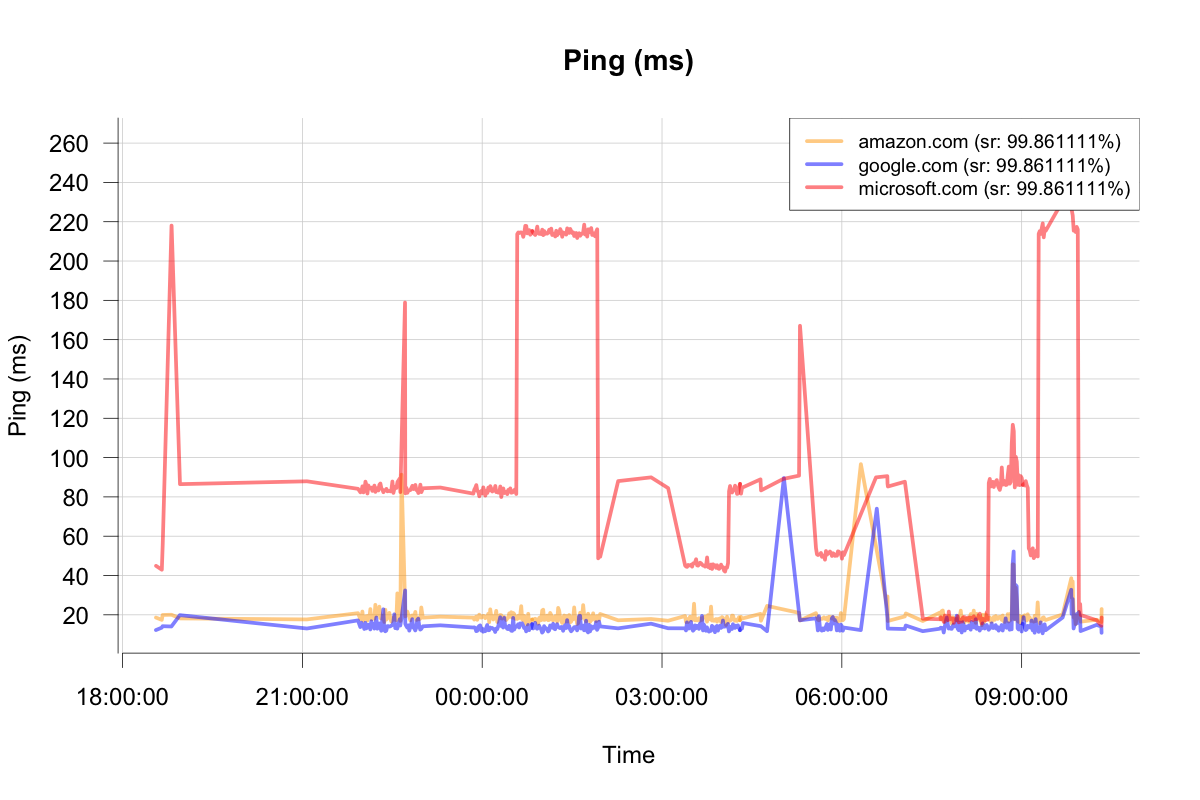 Ping (ms)
amazon.com (sr: 99.861111%)
google.com (sr: 99.861111%)
microsoft.com (sr: 99.861111%)
260
240
220
200
180
160
140
120
100
80
60
40
20
Ping (ms)
18:00:00 21:00:00 00:00:00 03:00:00 06:00:00 09:00:00
Time